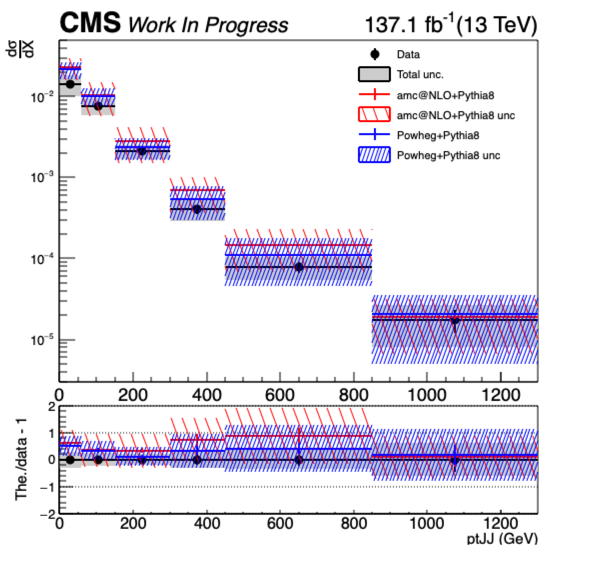 CMS Work In Progress 137.1 fb⁻¹(13 TeV)
dσ
dX
Data
Total unc.
amc@NLO+Pythia8
amc@NLO+Pythia8 unc
Powheg+Pythia8
Powheg+Pythia8 unc
10⁻²
10⁻³
10⁻⁴
10⁻⁵
0 200 400 600 800 1000 1200
The./data - 1
2
1
0
−1
−2
0 200 400 600 800 1000 1200
ptJJ (GeV)